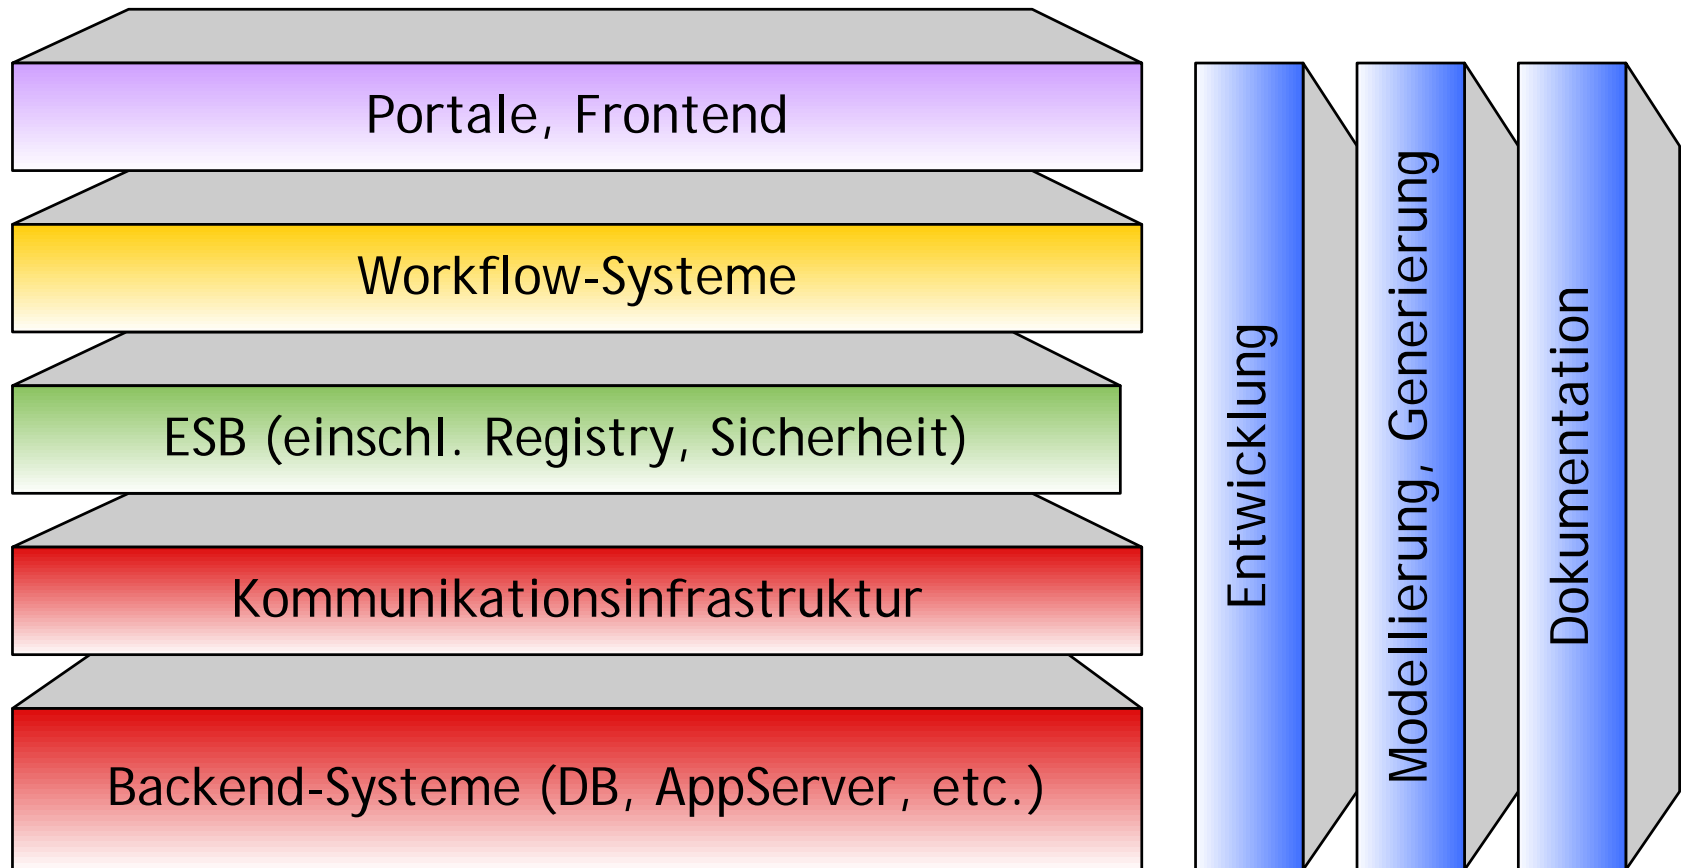 Portale, Frontend
Workflow-Systeme
ESB (einschl. Registry, Sicherheit)
Kommunikationsinfrastruktur
Backend-Systeme (DB, AppServer, etc.)
Entwicklung
Modellierung, Generierung
Dokumentation